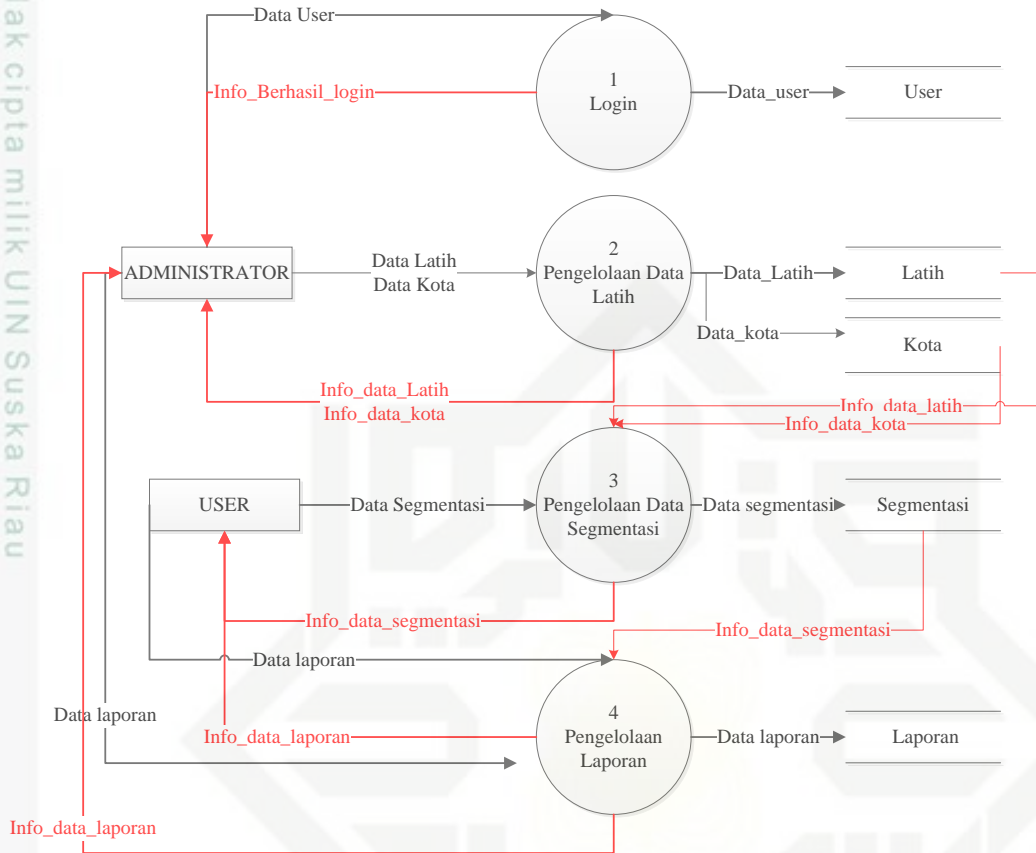 Data User
1
Login
Info_Berhasil_login
Data_user
User
ADMINISTRATOR
Data Latih
Data Kota
2
Pengelolaan Data
Latih
Data_Latih
Latih
Data_kota
Kota
Info_data_Latih
Info_data_kota
Info_data_latih
Info_data_kota
USER
Data Segmentasi
3
Pengelolaan Data
Segmentasi
Data segmentasi
Segmentasi
Info_data_segmentasi
Info_data_segmentasi
Data laporan
Data laporan
Info_data_laporan
4
Pengelolaan
Laporan
Data laporan
Laporan
Info_data_laporan
ak cipta milik UIN Suska Riau